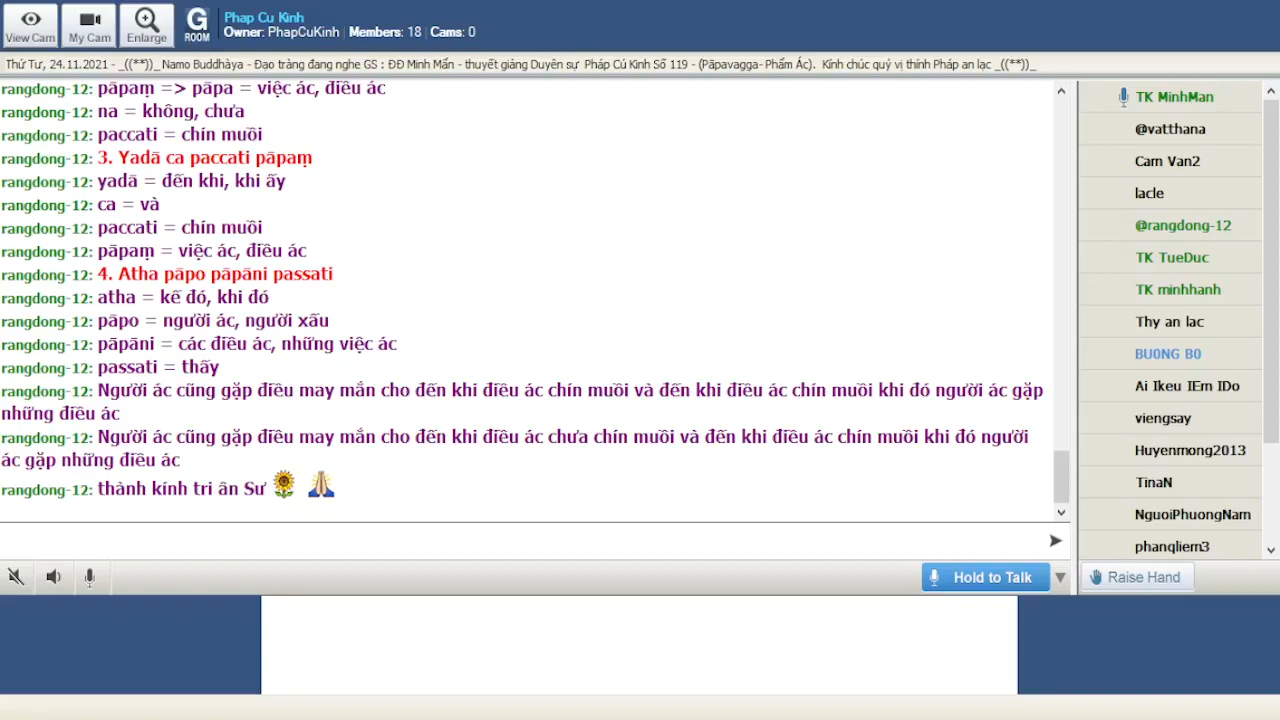 View Cam
My Cam
Enlarge
G
ROOM
Phap Cu Kinh
Owner: PhapCuKinh | Members: 18 | Cams: 0
Thứ Tư, 24.11.2021 - _((**))_ Namo Buddhàya - Đạo tràng đang nghe GS : ĐĐ Minh Mẩn - thuyết giảng Duyên sự Pháp Cú Kinh Số 119 - (Pāpavagga- Phẩm Ác). Kính chúc quý vị thính Pháp an lạc _((**))_
rangdong-12: pāpaṃ => pāpa = việc ác, điều ác
rangdong-12: na = không, chưa
rangdong-12: paccati = chín muồi
rangdong-12: 3. Yadā ca paccati pāpaṃ
rangdong-12: yadā = đến khi, khi ấy
rangdong-12: ca = và
rangdong-12: paccati = chín muồi
rangdong-12: pāpaṃ = việc ác, điều ác
rangdong-12: 4. Atha pāpo pāpāni passati
rangdong-12: atha = kế đó, khi đó
rangdong-12: pāpo = người ác, người xấu
rangdong-12: pāpāni = các điều ác, những việc ác
rangdong-12: passati = thấy
rangdong-12: Người ác cũng gặp điều may mắn cho đến khi điều ác chín muồi và đến khi điều ác chín muồi khi đó người ác gặp
những điều ác
rangdong-12: Người ác cũng gặp điều may mắn cho đến khi điều ác chưa chín muồi và đến khi điều ác chín muồi khi đó người
ác gặp những điều ác
rangdong-12: thành kính tri ân Sư
Hold to Talk
TK MinhMan
@vatthana
Cam Van2
lacle
@rangdong-12
TK TueDuc
TK minhhanh
Thy an lac
BU0NG B0
Ai Ikeu IEm IDo
viengsay
Huyenmong2013
TinaN
NguoiPhuongNam
phanqliem3
Raise Hand